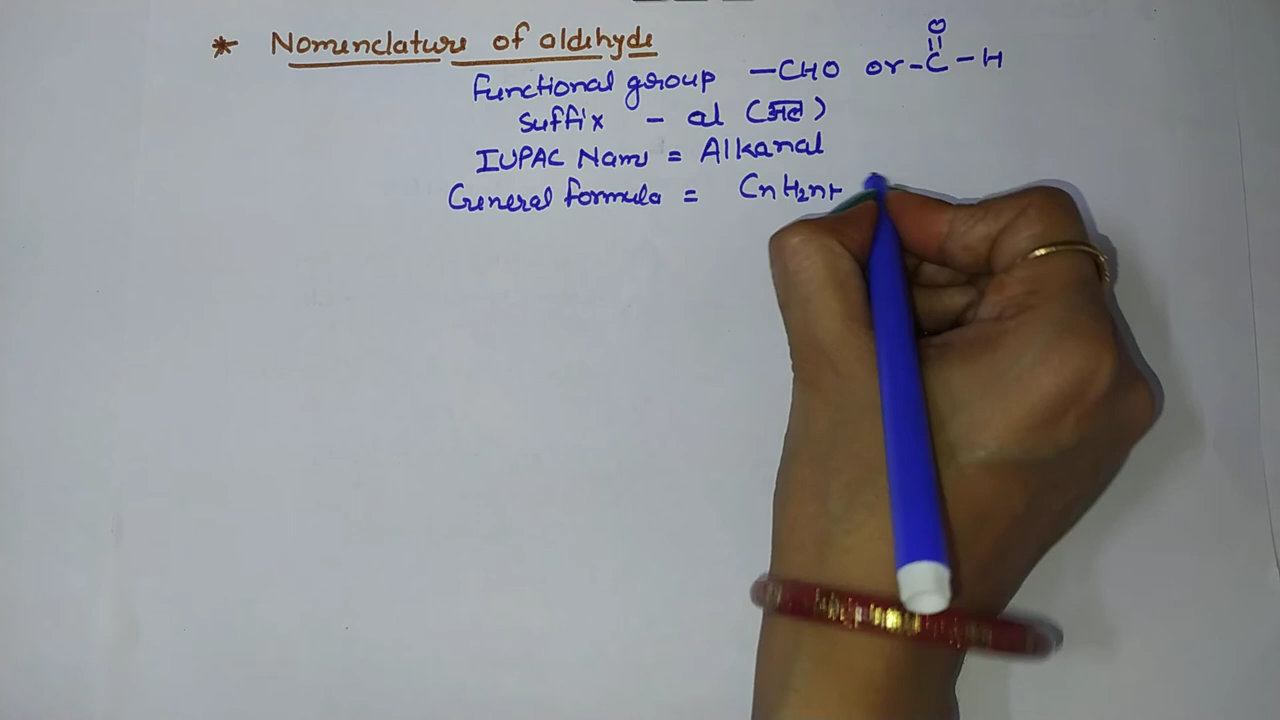 * Nomenclature of aldehyde
Functional group -CHO or -C-H
O
||
suffix - al (अल)
IUPAC Name = Alkanal
General formula = CnH2n+